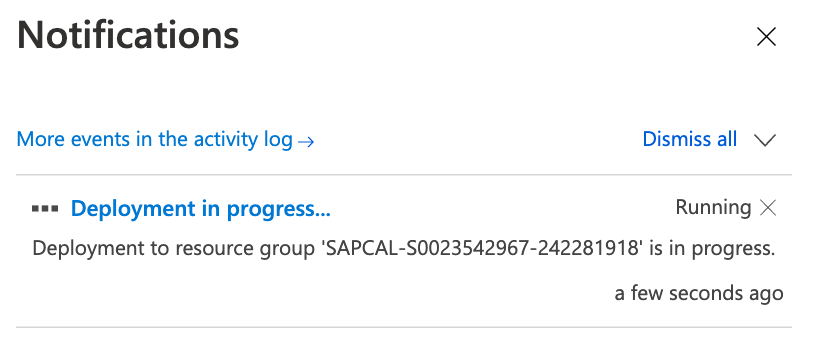 Notifications
More events in the activity log → Dismiss all
Deployment in progress... Running
Deployment to resource group 'SAPCAL-S0023542967-242281918' is in progress.
a few seconds ago